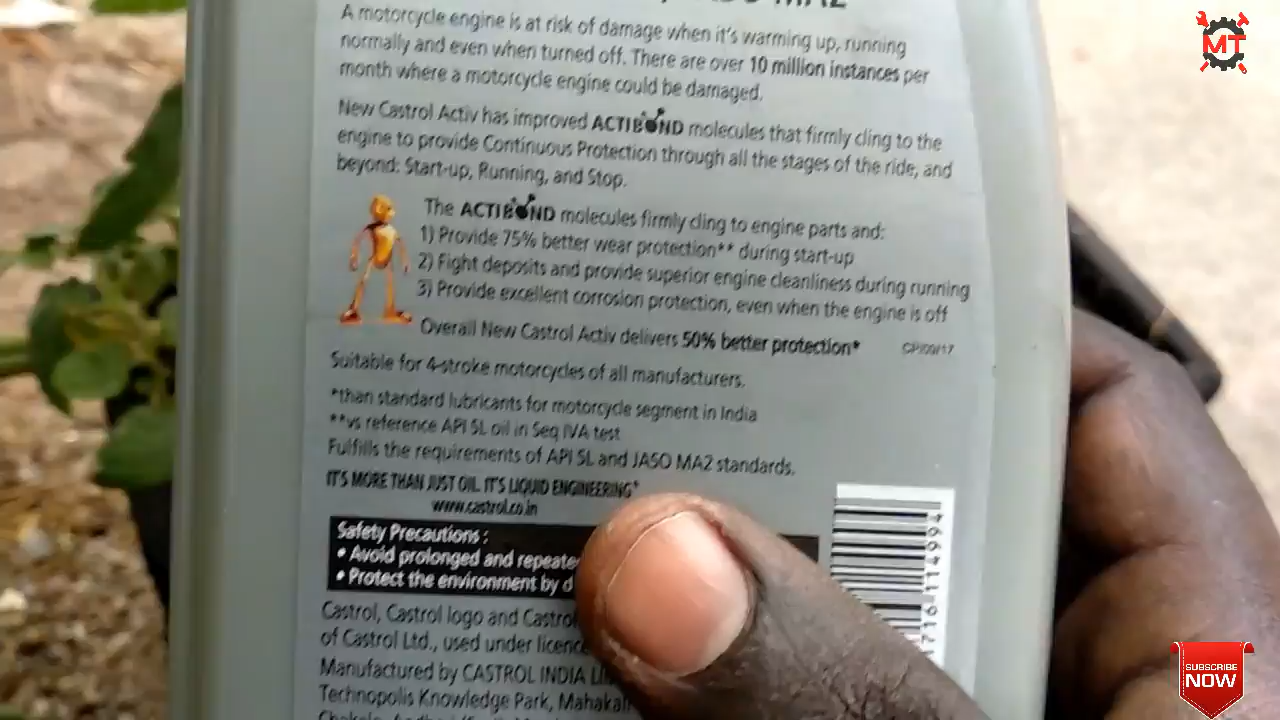 MA2
MT
A motorcycle engine is at risk of damage when it's warming up, running
normally and even when turned off. There are over 10 million instances per
month where a motorcycle engine could be damaged.
New Castrol Activ has improved ACTIBOND molecules that firmly cling to the
engine to provide Continuous Protection through all the stages of the ride, and
beyond: Start-up, Running, and Stop.
The ACTIBOND molecules firmly cling to engine parts and:
1) Provide 75% better wear protection** during start-up
2) Fight deposits and provide superior engine cleanliness during running
3) Provide excellent corrosion protection, even when the engine is off
Overall New Castrol Activ delivers 50% better protection*
Suitable for 4-stroke motorcycles of all manufacturers.
*than standard lubricants for motorcycle segment in India
**vs reference API SL oil in Seq IVA test
Fulfills the requirements of API SL and JASO MA2 standards.
IT'S MORE THAN JUST OIL. IT'S LIQUID ENGINEERING*
www.castrol.co.in
Safety Precautions :
• Avoid prolonged and
• Protect the environment by
Castrol, Castrol logo and
of Castrol Ltd., used under
Manufactured by CASTROL INDIA
Technopolis Knowledge Park,
SUBSCRIBE
NOW